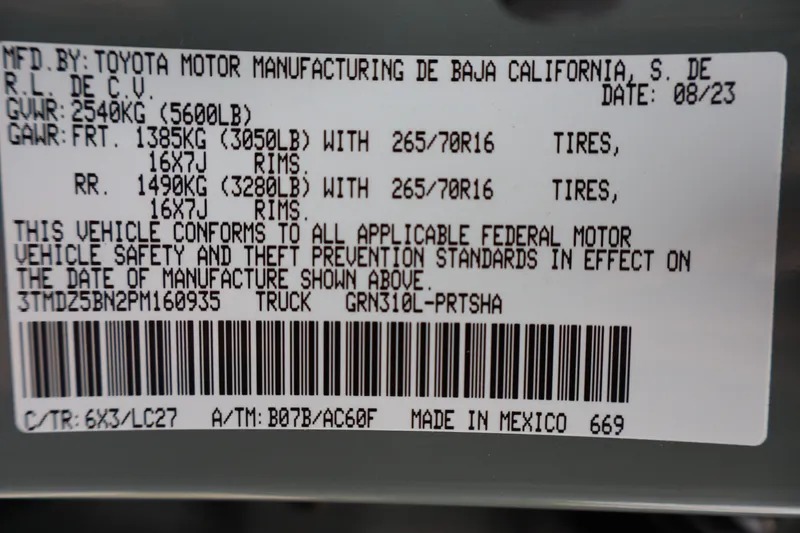 MFD.BY: TOYOTA MOTOR MANUFACTURING DE BAJA CALIFORNIA, S. DE
R.L. DE C.V. DATE: 08/23
GVWR: 2540KG (5600LB)
GAWR: FRT. 1385KG (3050LB) WITH 265/70R16 TIRES,
16X7J RIMS.
RR. 1490KG (3280LB) WITH 265/70R16 TIRES,
16X7J RIMS.
THIS VEHICLE CONFORMS TO ALL APPLICABLE FEDERAL MOTOR
VEHICLE SAFETY AND THEFT PREVENTION STANDARDS IN EFFECT ON
THE DATE OF MANUFACTURE SHOWN ABOVE.
3TMDZ5BN2PM160935 TRUCK GRN310L-PRTSHA
C/TR: 6X3/LC27 A/TM: B07B/AC60F MADE IN MEXICO 669